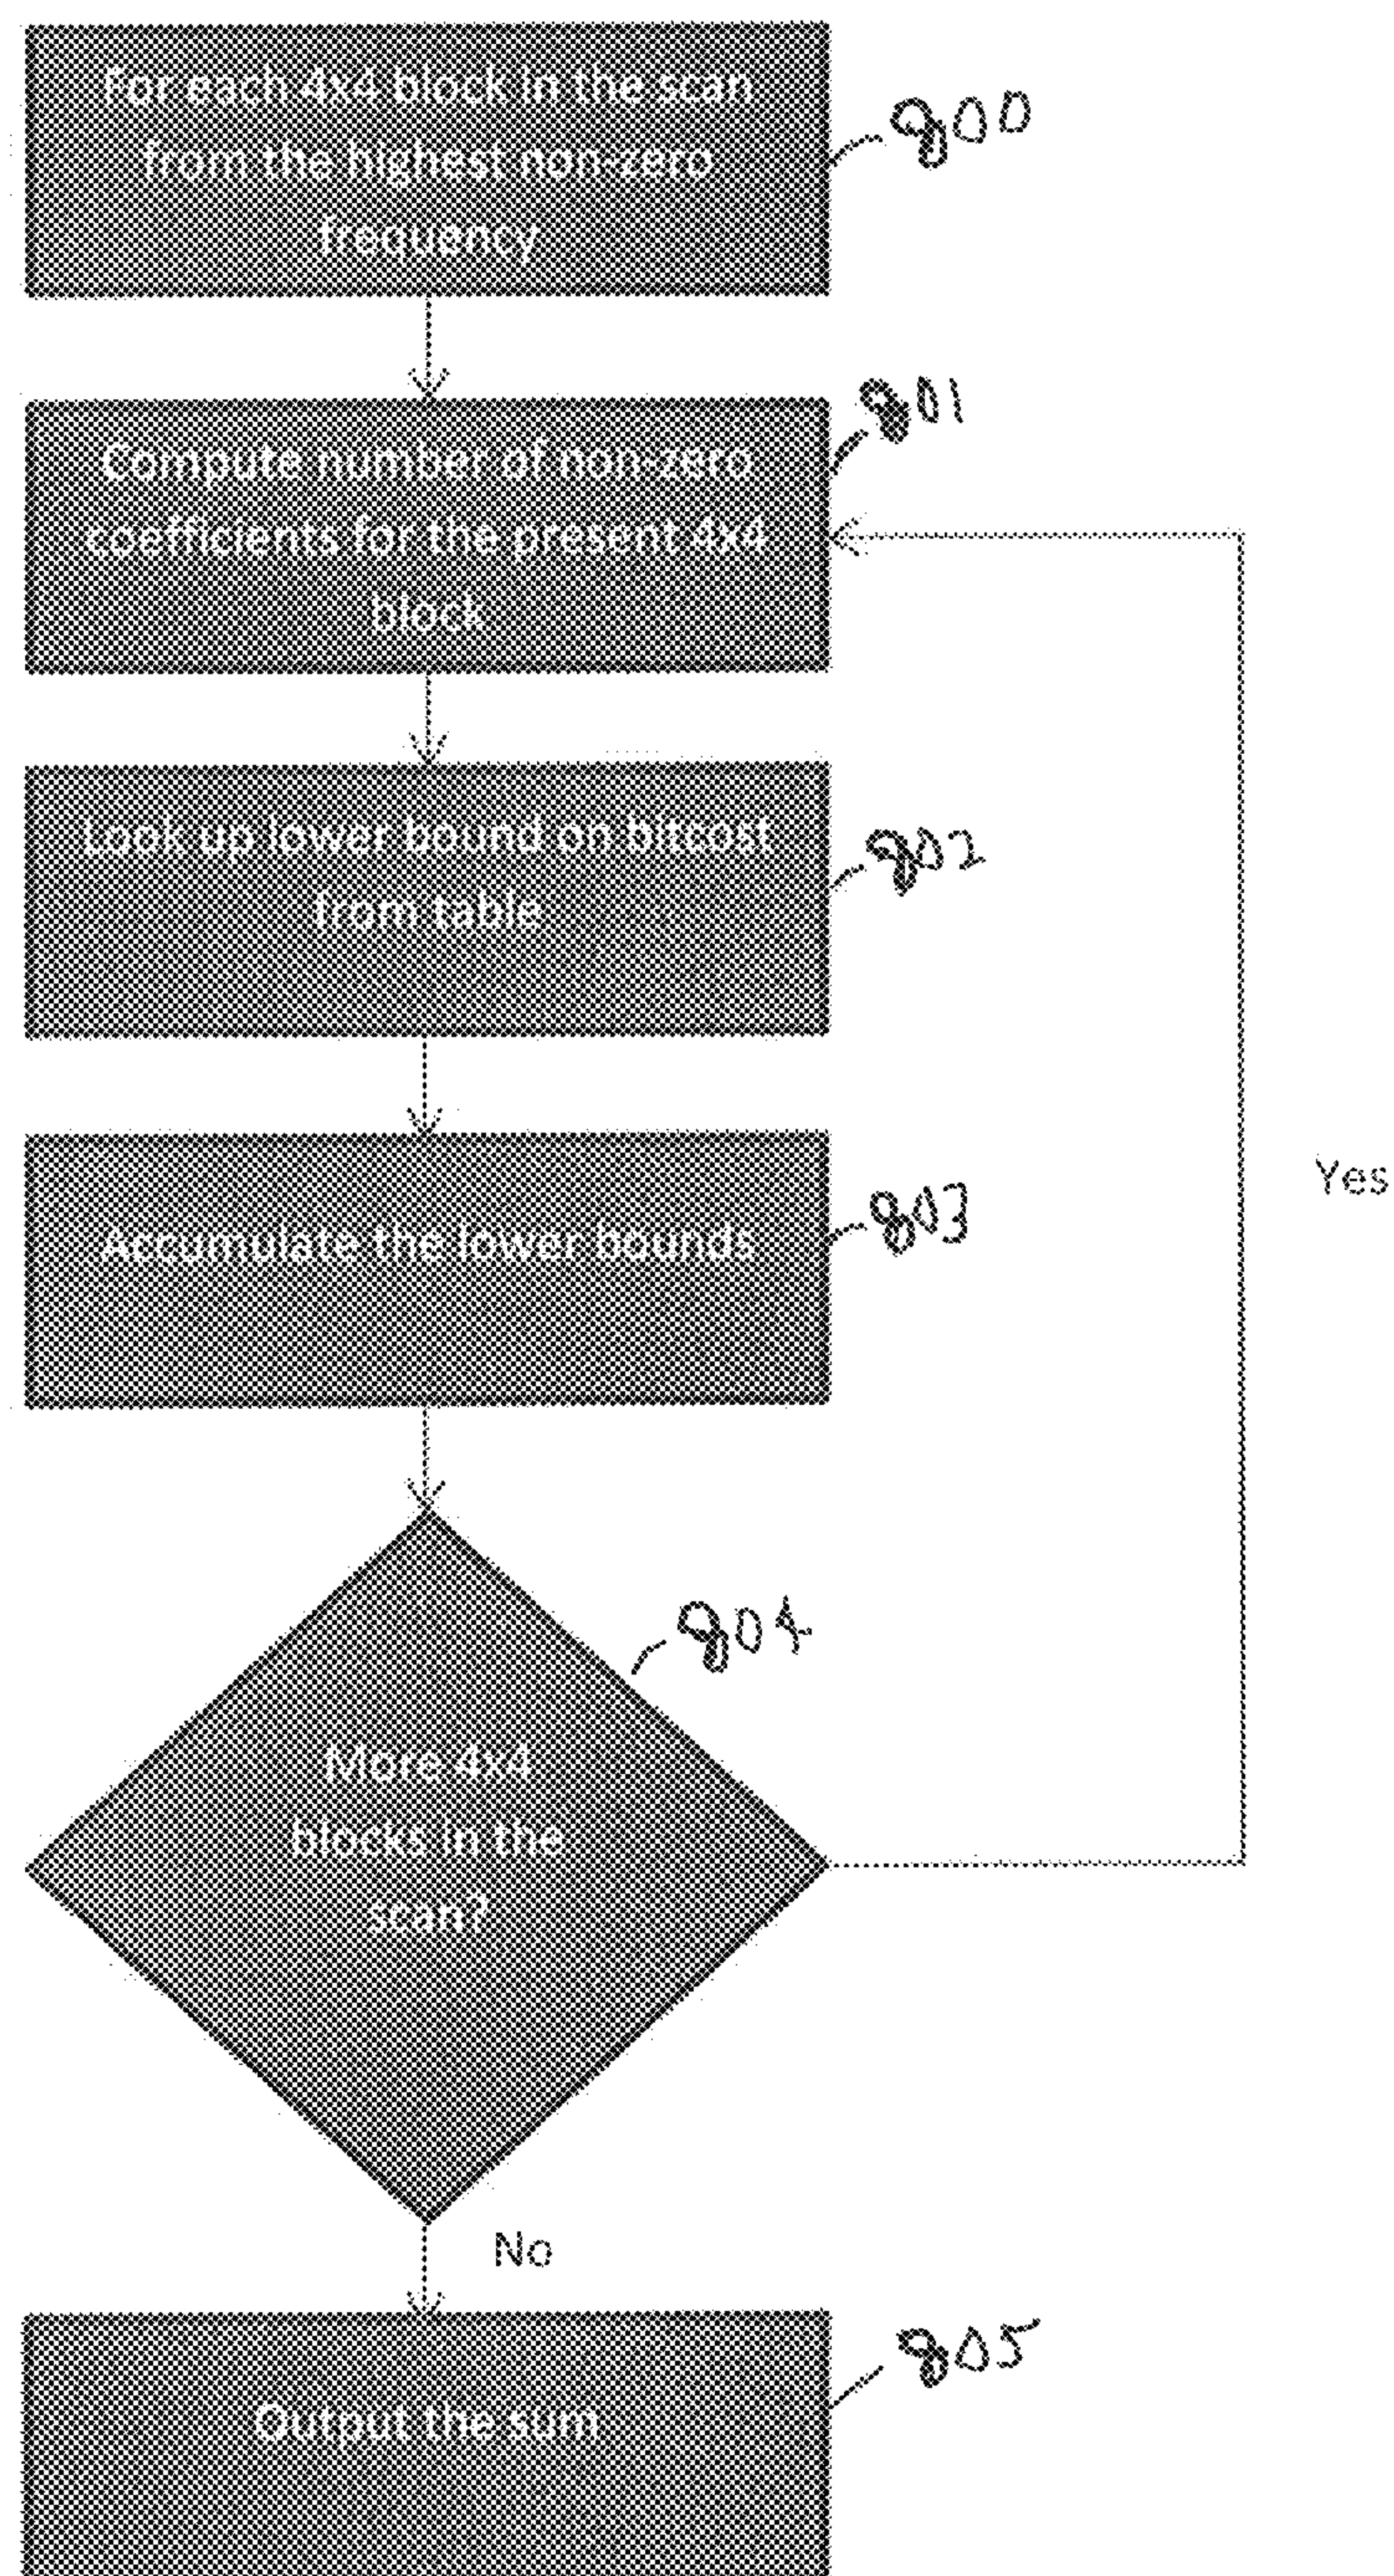 For each 4x4 block in the scan
from the highest non-zero
frequency
800
801
Compute number of non-zero
coefficients for the present 4x4
block
Look up lower bound on bitcost
from table
802
Yes
803
Accumulate the lower bounds
804
More 4x4
blocks in the
scan?
No
805
Output the sum